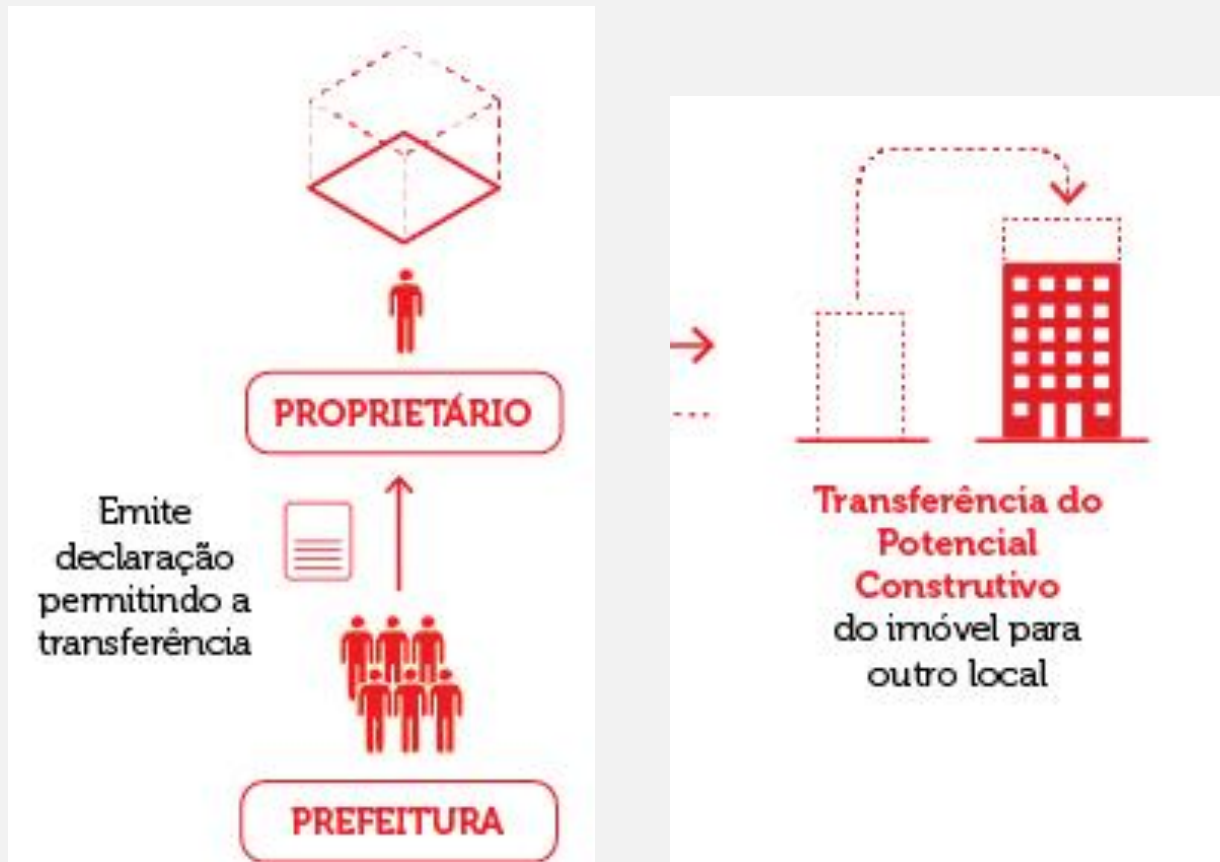 PROPRIETÁRIO
Emite
declaração
permitindo a
transferência
PREFEITURA
Transferência do
Potencial
Construtivo
do imóvel para
outro local